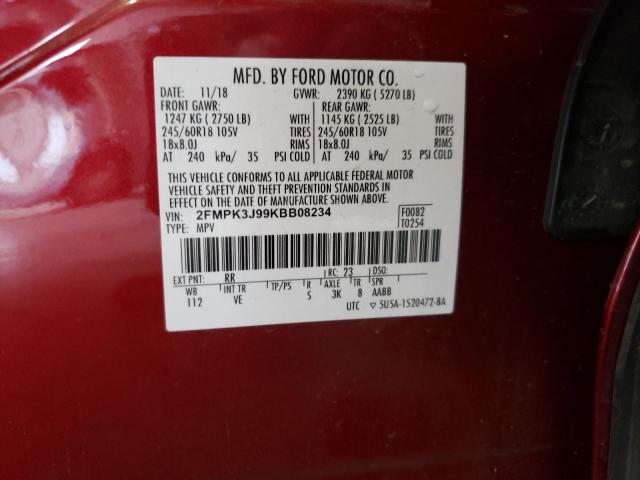 MFD. BY FORD MOTOR CO.
DATE: 11/18 GVWR: 2390 KG ( 5270 LB)
FRONT GAWR: REAR GAWR:
1247 KG ( 2750 LB) WITH 1145 KG ( 2525 LB) WITH
245/60R18 105V TIRES 245/60R18 105V TIRES
18x8.0J RIMS 18x8.0J RIMS
AT 240 kPa/ 35 PSI COLD AT 240 kPa/ 35 PSI COLD
THIS VEHICLE CONFORMS TO ALL APPLICABLE FEDERAL MOTOR
VEHICLE SAFETY AND THEFT PREVENTION STANDARDS IN
EFFECT ON THE DATE OF MANUFACTURE SHOWN ABOVE.
VIN: 2FMPK3J99KBB08234 F0082
TYPE: MPV T0254
EXT PNT: RR RC: 23 DSO:
WB INT TR TP/PS R AXLE TR SPR
112 VE S 3K 8 AABB
UTC ▽ 5U5A-1520472-BA